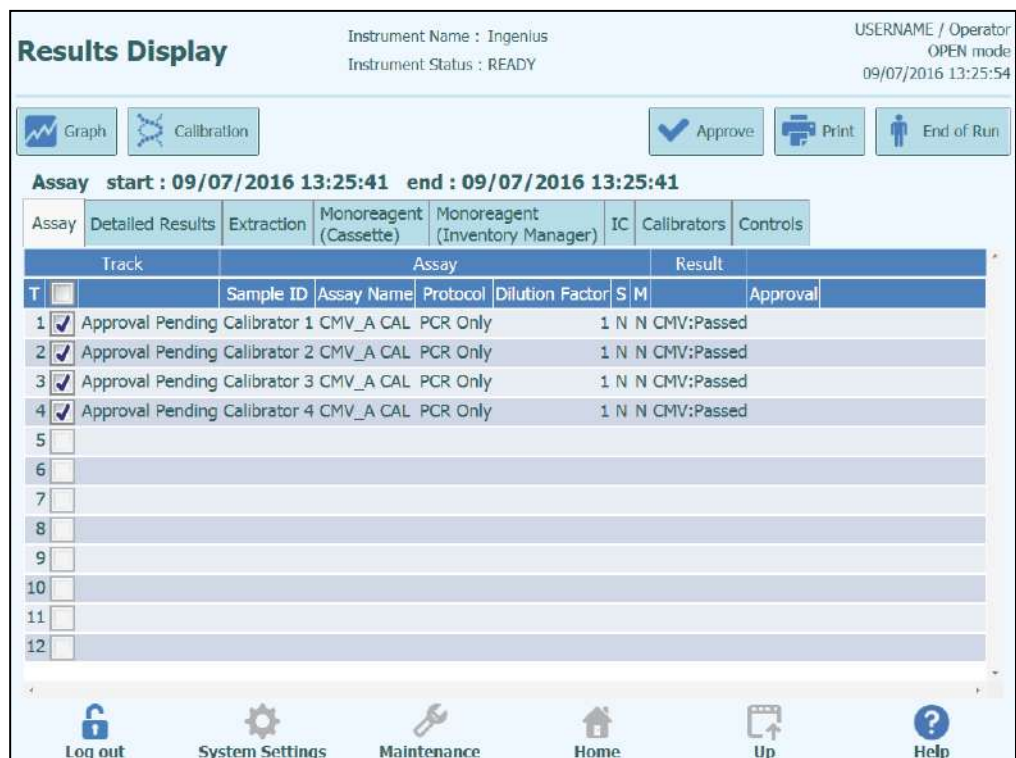 Results Display
Instrument Name : Ingenius
Instrument Status : READY
USERNAME / Operator
OPEN mode
09/07/2016 13:25:54
Graph
Calibration
Approve
Print
End of Run
Assay start : 09/07/2016 13:25:41 end : 09/07/2016 13:25:41
Assay
Detailed Results
Extraction
Monoreagent
(Cassette)
Monoreagent
(Inventory Manager)
IC
Calibrators
Controls
Track Assay Result
T Sample ID Assay Name Protocol Dilution Factor S M Approval
1 Approval Pending Calibrator 1 CMV_A CAL PCR Only 1 N N CMV:Passed
2 Approval Pending Calibrator 2 CMV_A CAL PCR Only 1 N N CMV:Passed
3 Approval Pending Calibrator 3 CMV_A CAL PCR Only 1 N N CMV:Passed
4 Approval Pending Calibrator 4 CMV_A CAL PCR Only 1 N N CMV:Passed
5
6
7
8
9
10
11
12
Log out
System Settings
Maintenance
Home
Up
Help